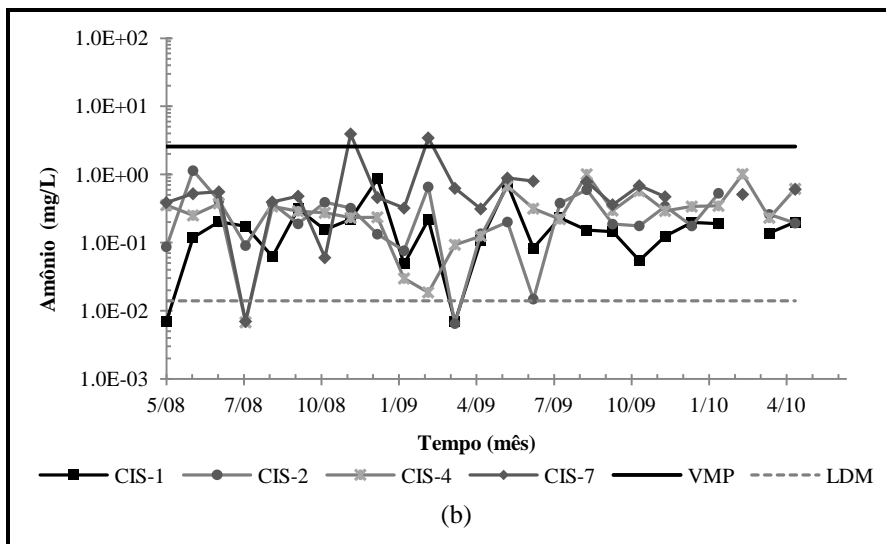 1.0E+02
1.0E+01
1.0E+00
1.0E-01
1.0E-02
1.0E-03
Amônio (mg/L)
5/08 7/08 10/08 1/09 4/09 7/09 10/09 1/10 4/10
Tempo (mês)
CIS-1 CIS-2 CIS-4 CIS-7 VMP LDM
(b)